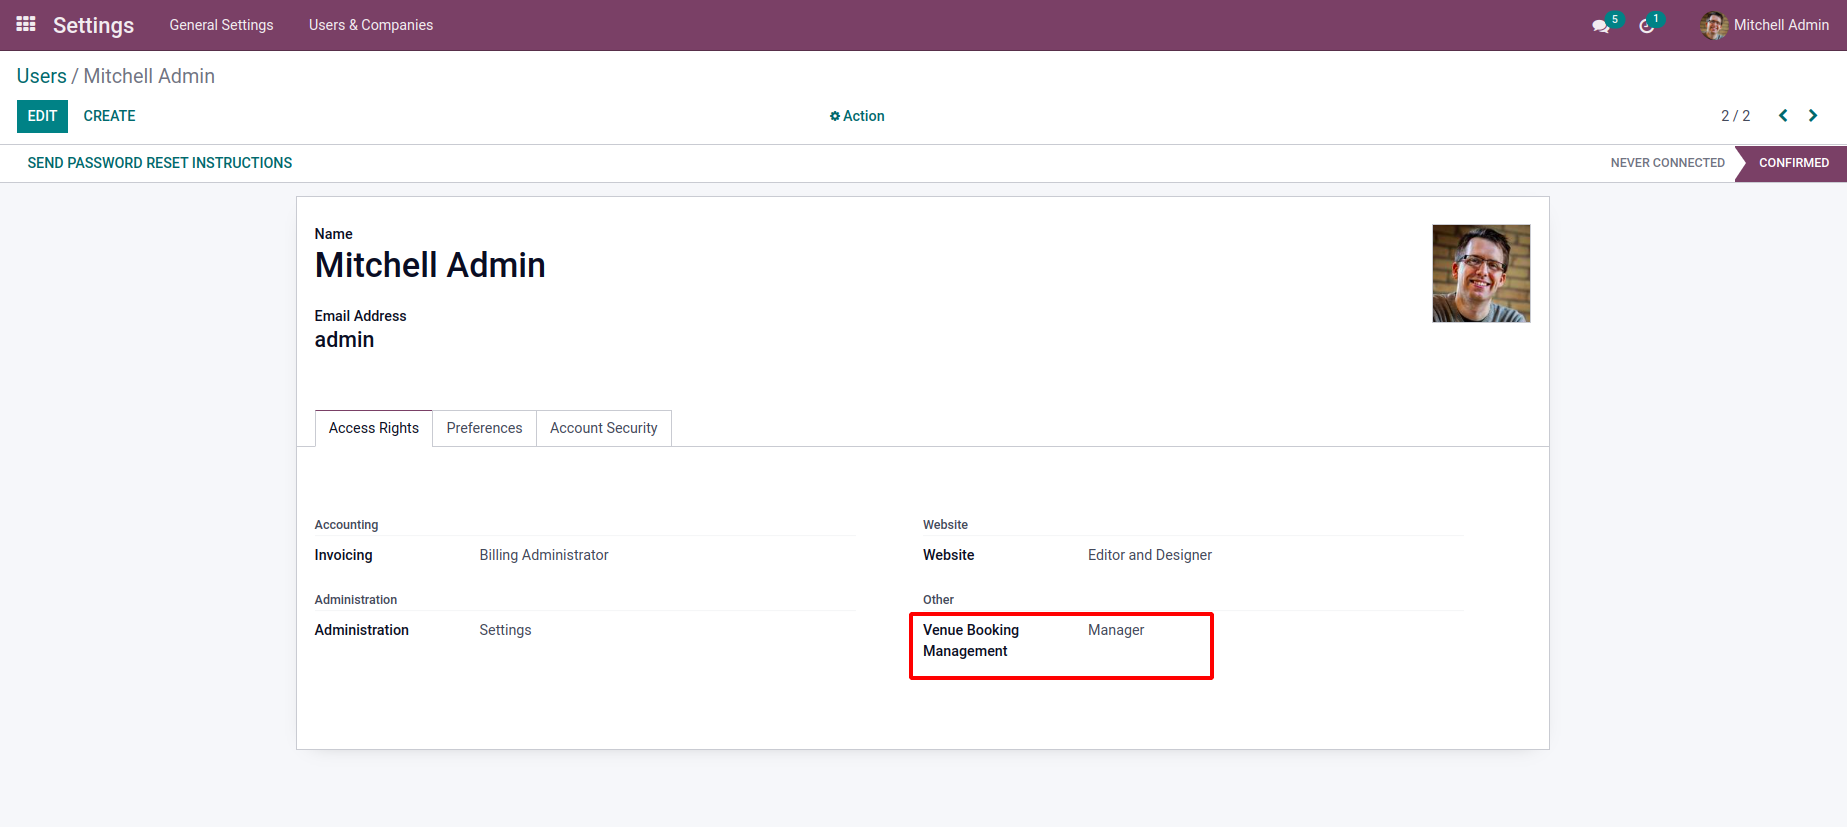 Settings General Settings Users & Companies 5 1 Mitchell Admin
Users / Mitchell Admin
EDIT CREATE Action 2 / 2
SEND PASSWORD RESET INSTRUCTIONS NEVER CONNECTED CONFIRMED
Name
Mitchell Admin
Email Address
admin
Access Rights Preferences Account Security
Accounting Website
Invoicing Billing Administrator Website Editor and Designer
Administration Other
Administration Settings Venue Booking Manager
Management